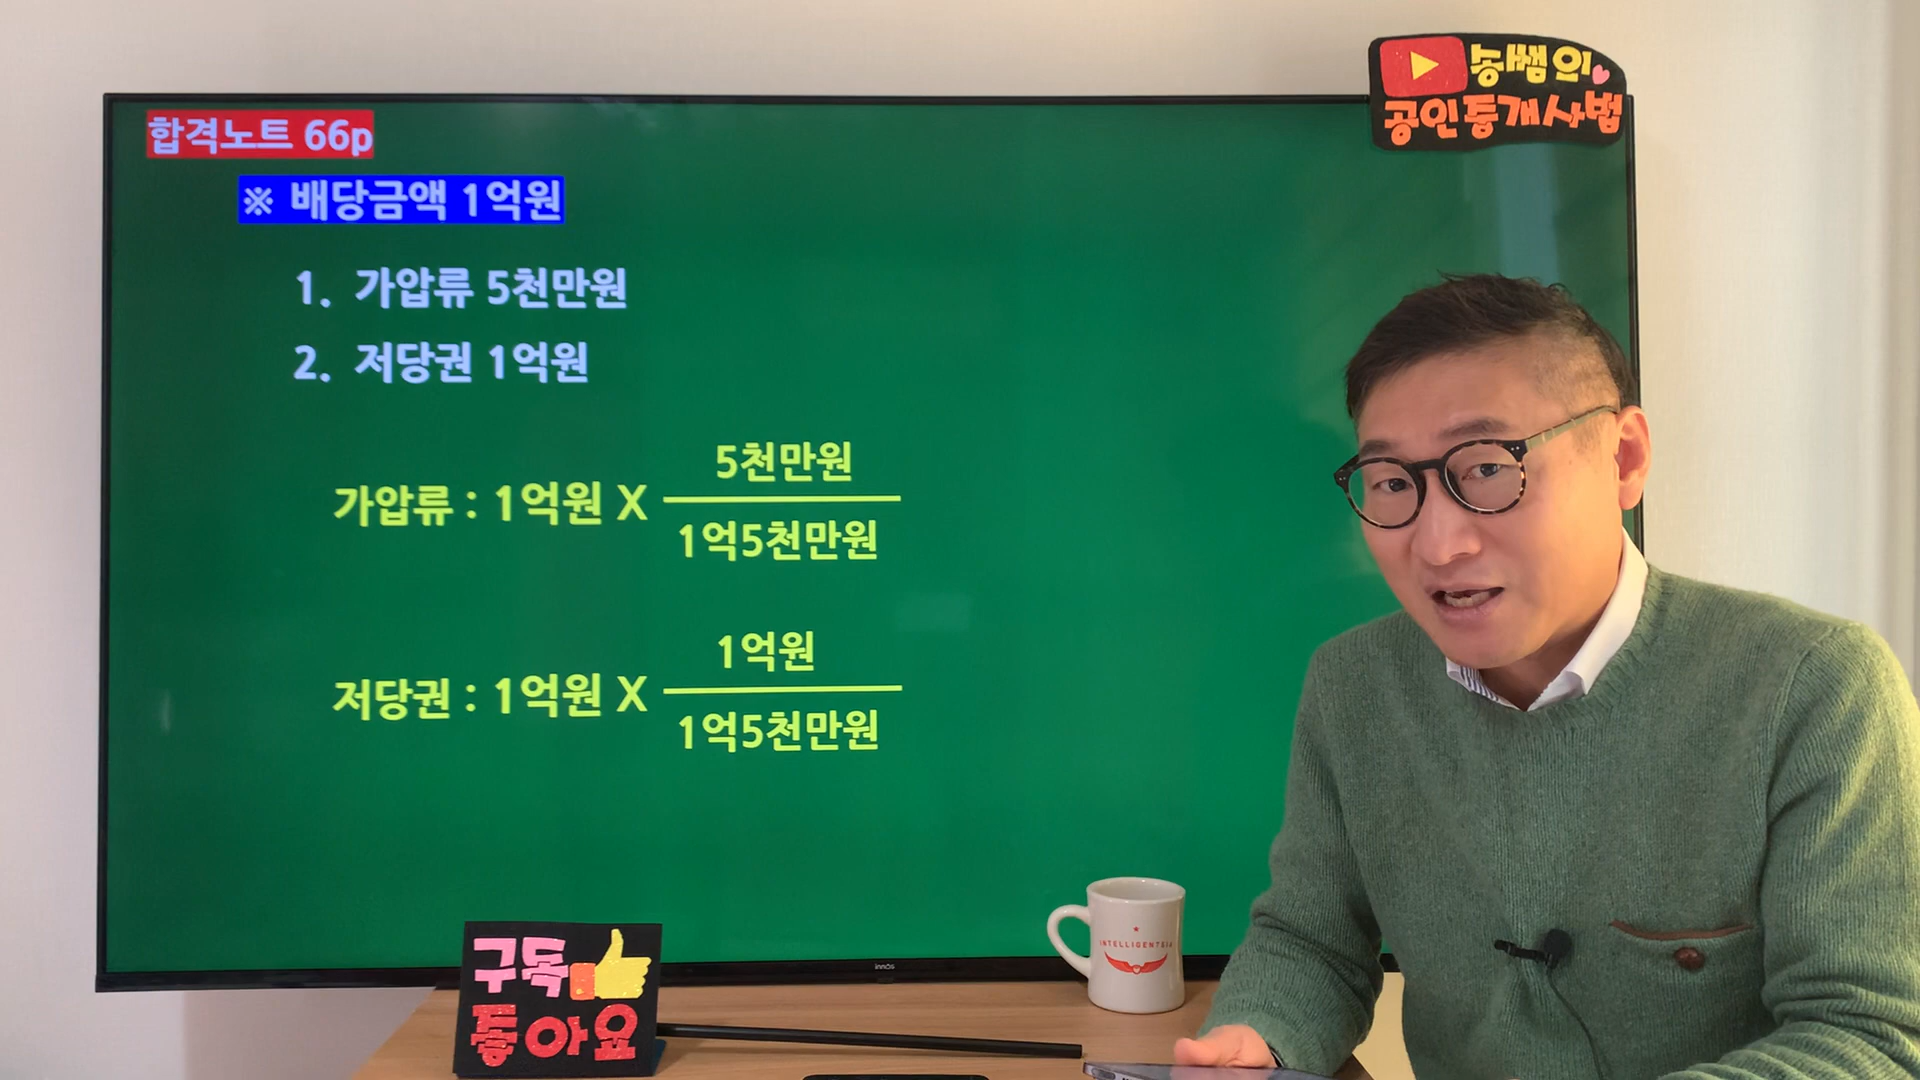 송쌤의
공인중개사법
합격노트 66p
※ 배당금액 1억원
1. 가압류 5천만원
2. 저당권 1억원
가압류 : 1억원 X 5천만원
1억5천만원
저당권 : 1억원 X 1억원
1억5천만원
innos
INTELLIGENTSIA
구독
좋아요